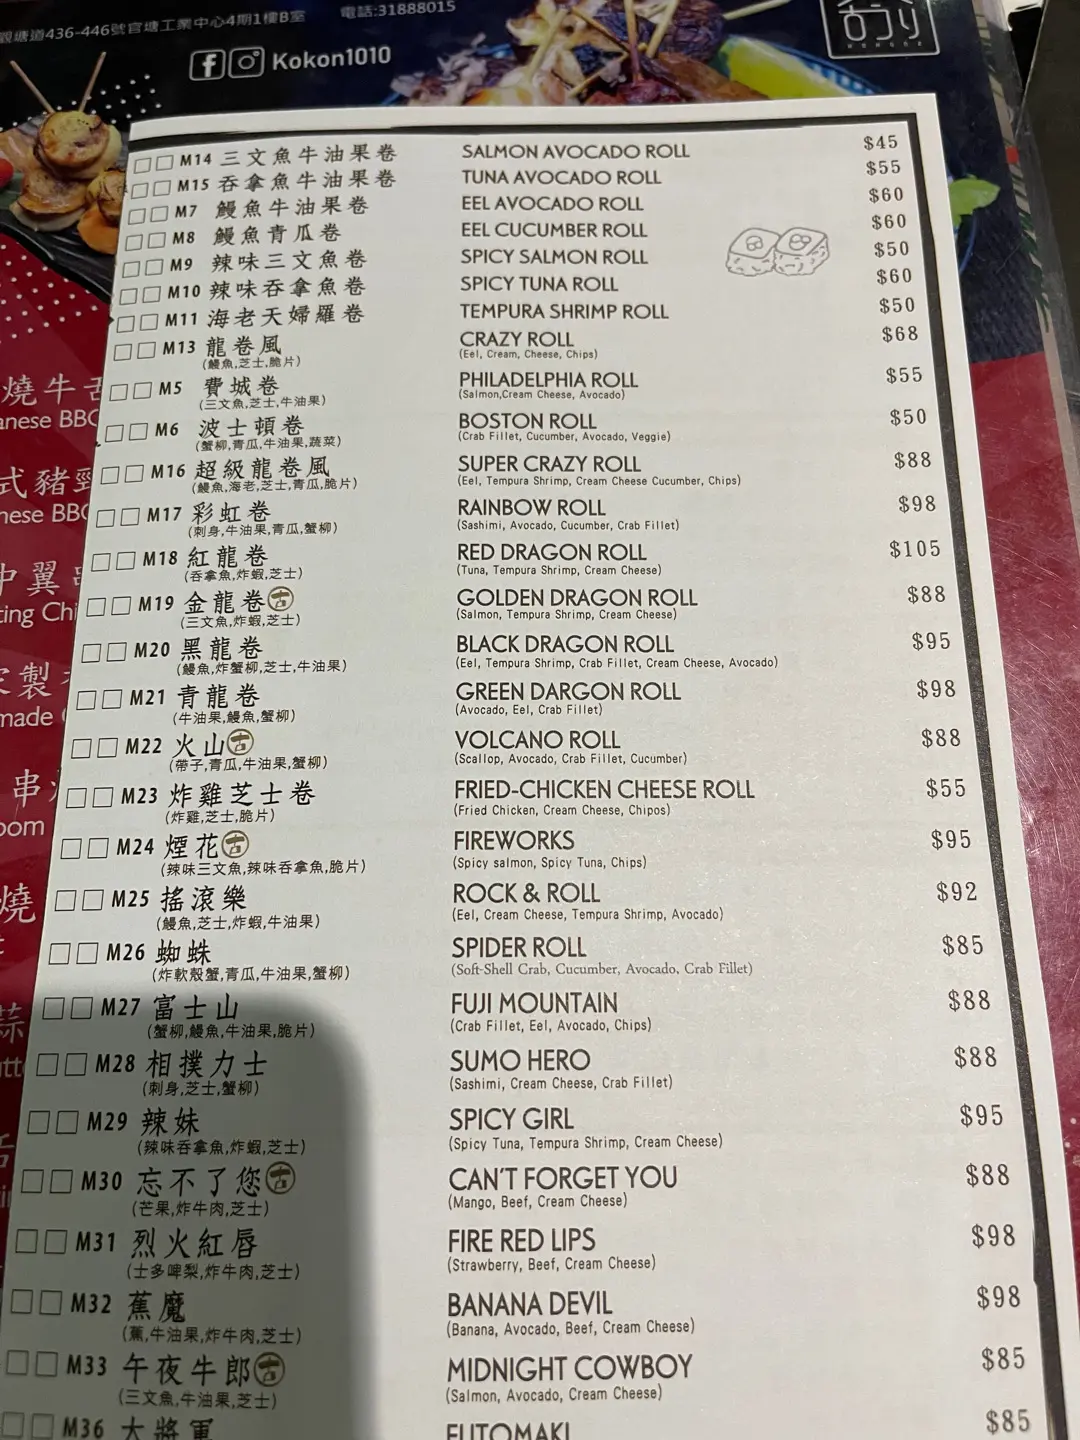 觀塘道436-446號官塘工業中心4期1樓B室 電話:31888015
Kokon1010
M14 三文魚牛油果卷 SALMON AVOCADO ROLL $45
M15 吞拿魚牛油果卷 TUNA AVOCADO ROLL $55
M7 鰻魚牛油果卷 EEL AVOCADO ROLL $60
M8 鰻魚青瓜卷 EEL CUCUMBER ROLL $60
M9 辣味三文魚卷 SPICY SALMON ROLL $50
M10 辣味吞拿魚卷 SPICY TUNA ROLL $60
M11 海老天婦羅卷 TEMPURA SHRIMP ROLL $50
M13 龍卷風 CRAZY ROLL $68
(鰻魚,芝士,脆片) (Eel, Cream, Cheese, Chips)
M5 費城卷 PHILADELPHIA ROLL $55
(三文魚,芝士,牛油果) (Salmon,Cream Cheese, Avocado)
M6 波士頓卷 BOSTON ROLL $50
(蟹柳,青瓜,牛油果,蔬菜) (Crab Fillet, Cucumber, Avocado, Veggie)
M16 超級龍卷風 SUPER CRAZY ROLL $88
(鰻魚,海老,芝士,青瓜,脆片) (Eel, Tempura Shrimp, Cream Cheese Cucumber, Chips)
M17 彩虹卷 RAINBOW ROLL $98
(刺身,牛油果,青瓜,蟹柳) (Sashimi, Avocado, Cucumber, Crab Fillet)
M18 紅龍卷 RED DRAGON ROLL $105
(吞拿魚,炸蝦,芝士) (Tuna, Tempura Shrimp, Cream Cheese)
M19 金龍卷 GOLDEN DRAGON ROLL $88
(三文魚,炸蝦,芝士) (Salmon, Tempura Shrimp, Cream Cheese)
M20 黑龍卷 BLACK DRAGON ROLL $95
(鰻魚,炸蟹柳,芝士,牛油果) (Eel, Tempura Shrimp, Crab Fillet, Cream Cheese, Avocado)
M21 青龍卷 GREEN DARGON ROLL $98
(牛油果,鰻魚,蟹柳) (Avocado, Eel, Crab Fillet)
M22 火山 VOLCANO ROLL $88
(帶子,青瓜,牛油果,蟹柳) (Scallop, Avocado, Crab Fillet, Cucumber)
M23 炸雞芝士卷 FRIED-CHICKEN CHEESE ROLL $55
(炸雞,芝士,脆片) (Fried Chicken, Cream Cheese, Chipos)
M24 煙花 FIREWORKS $95
(辣味三文魚,辣味吞拿魚,脆片) (Spicy salmon, Spicy Tuna, Chips)
M25 搖滾樂 ROCK & ROLL $92
(鰻魚,芝士,炸蝦,牛油果) (Eel, Cream Cheese, Tempura Shrimp, Avocado)
M26 蜘蛛 SPIDER ROLL $85
(炸軟殼蟹,青瓜,牛油果,蟹柳) (Soft-Shell Crab, Cucumber, Avocado, Crab Fillet)
M27 富士山 FUJI MOUNTAIN $88
(蟹柳,鰻魚,牛油果,脆片) (Crab Fillet, Eel, Avocado, Chips)
M28 相撲力士 SUMO HERO $88
(刺身,芝士,蟹柳) (Sashimi, Cream Cheese, Crab Fillet)
M29 辣妹 SPICY GIRL $95
(辣味吞拿魚,炸蝦,芝士) (Spicy Tuna, Tempura Shrimp, Cream Cheese)
M30 忘不了您 CAN'T FORGET YOU $88
(芒果,炸牛肉,芝士) (Mango, Beef, Cream Cheese)
M31 烈火紅唇 FIRE RED LIPS $98
(士多啤梨,炸牛肉,芝士) (Strawberry, Beef, Cream Cheese)
M32 蕉魔 BANANA DEVIL $98
(蕉,牛油果,炸牛肉,芝士) (Banana, Avocado, Beef, Cream Cheese)
M33 午夜牛郎 MIDNIGHT COWBOY $85
(三文魚,牛油果,芝士) (Salmon, Avocado, Cream Cheese)
M36 大將軍 FUTOMAKI $85
燒牛舌
anese BBQ
式豬
nese BBQ
中翼
ting Chi
製
made
串
oom
燒